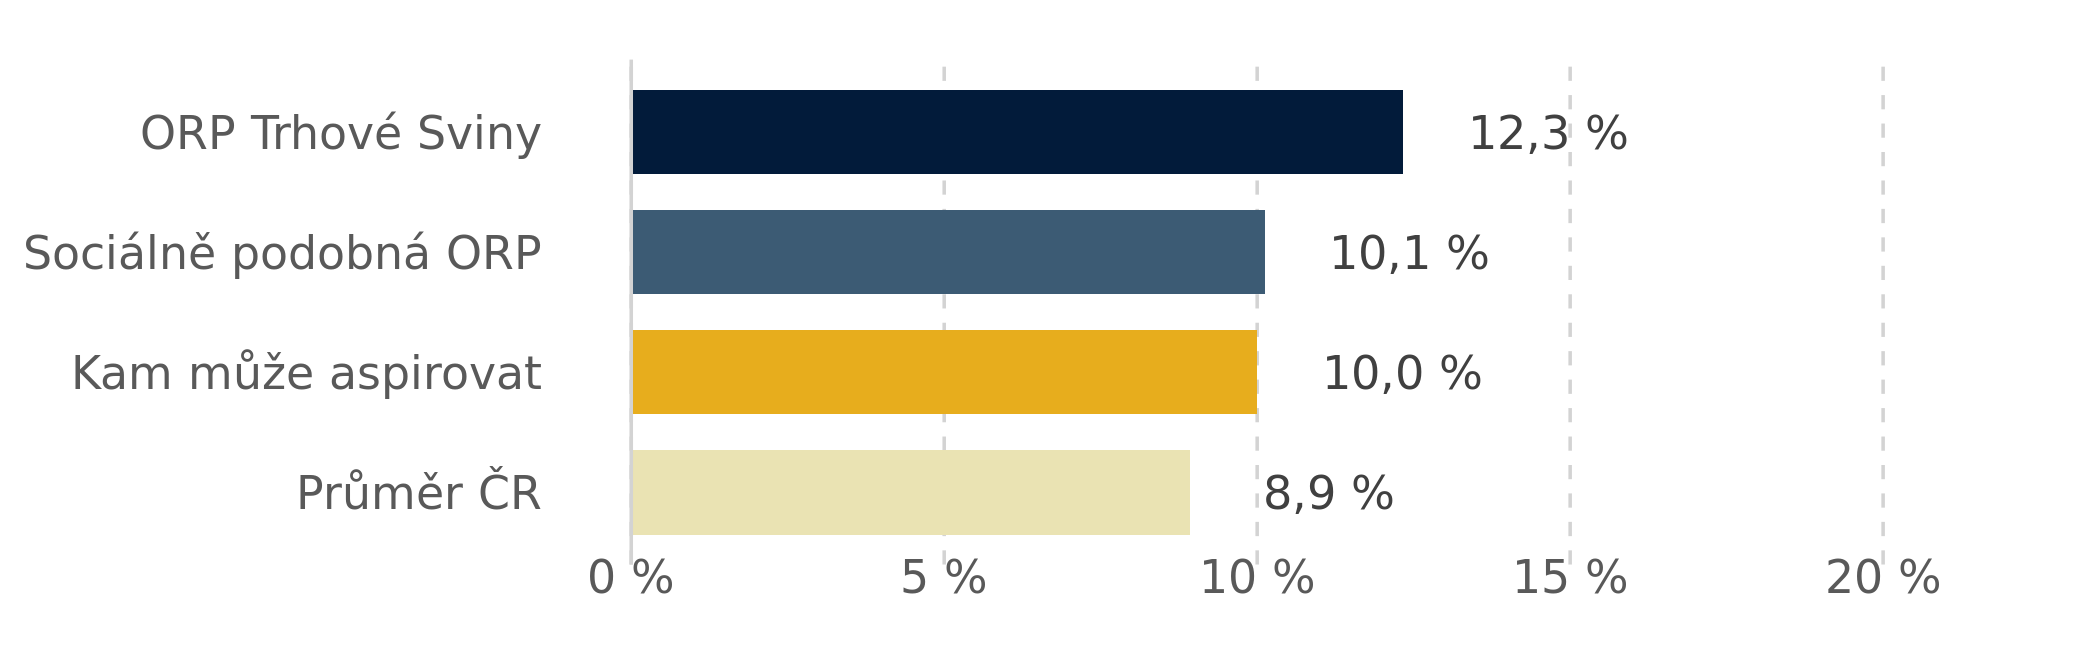 ORP Trhové Sviny 12,3 %
Sociálně podobná ORP 10,1 %
Kam může aspirovat 10,0 %
Průměr ČR 8,9 %
0 % 5 % 10 % 15 % 20 %